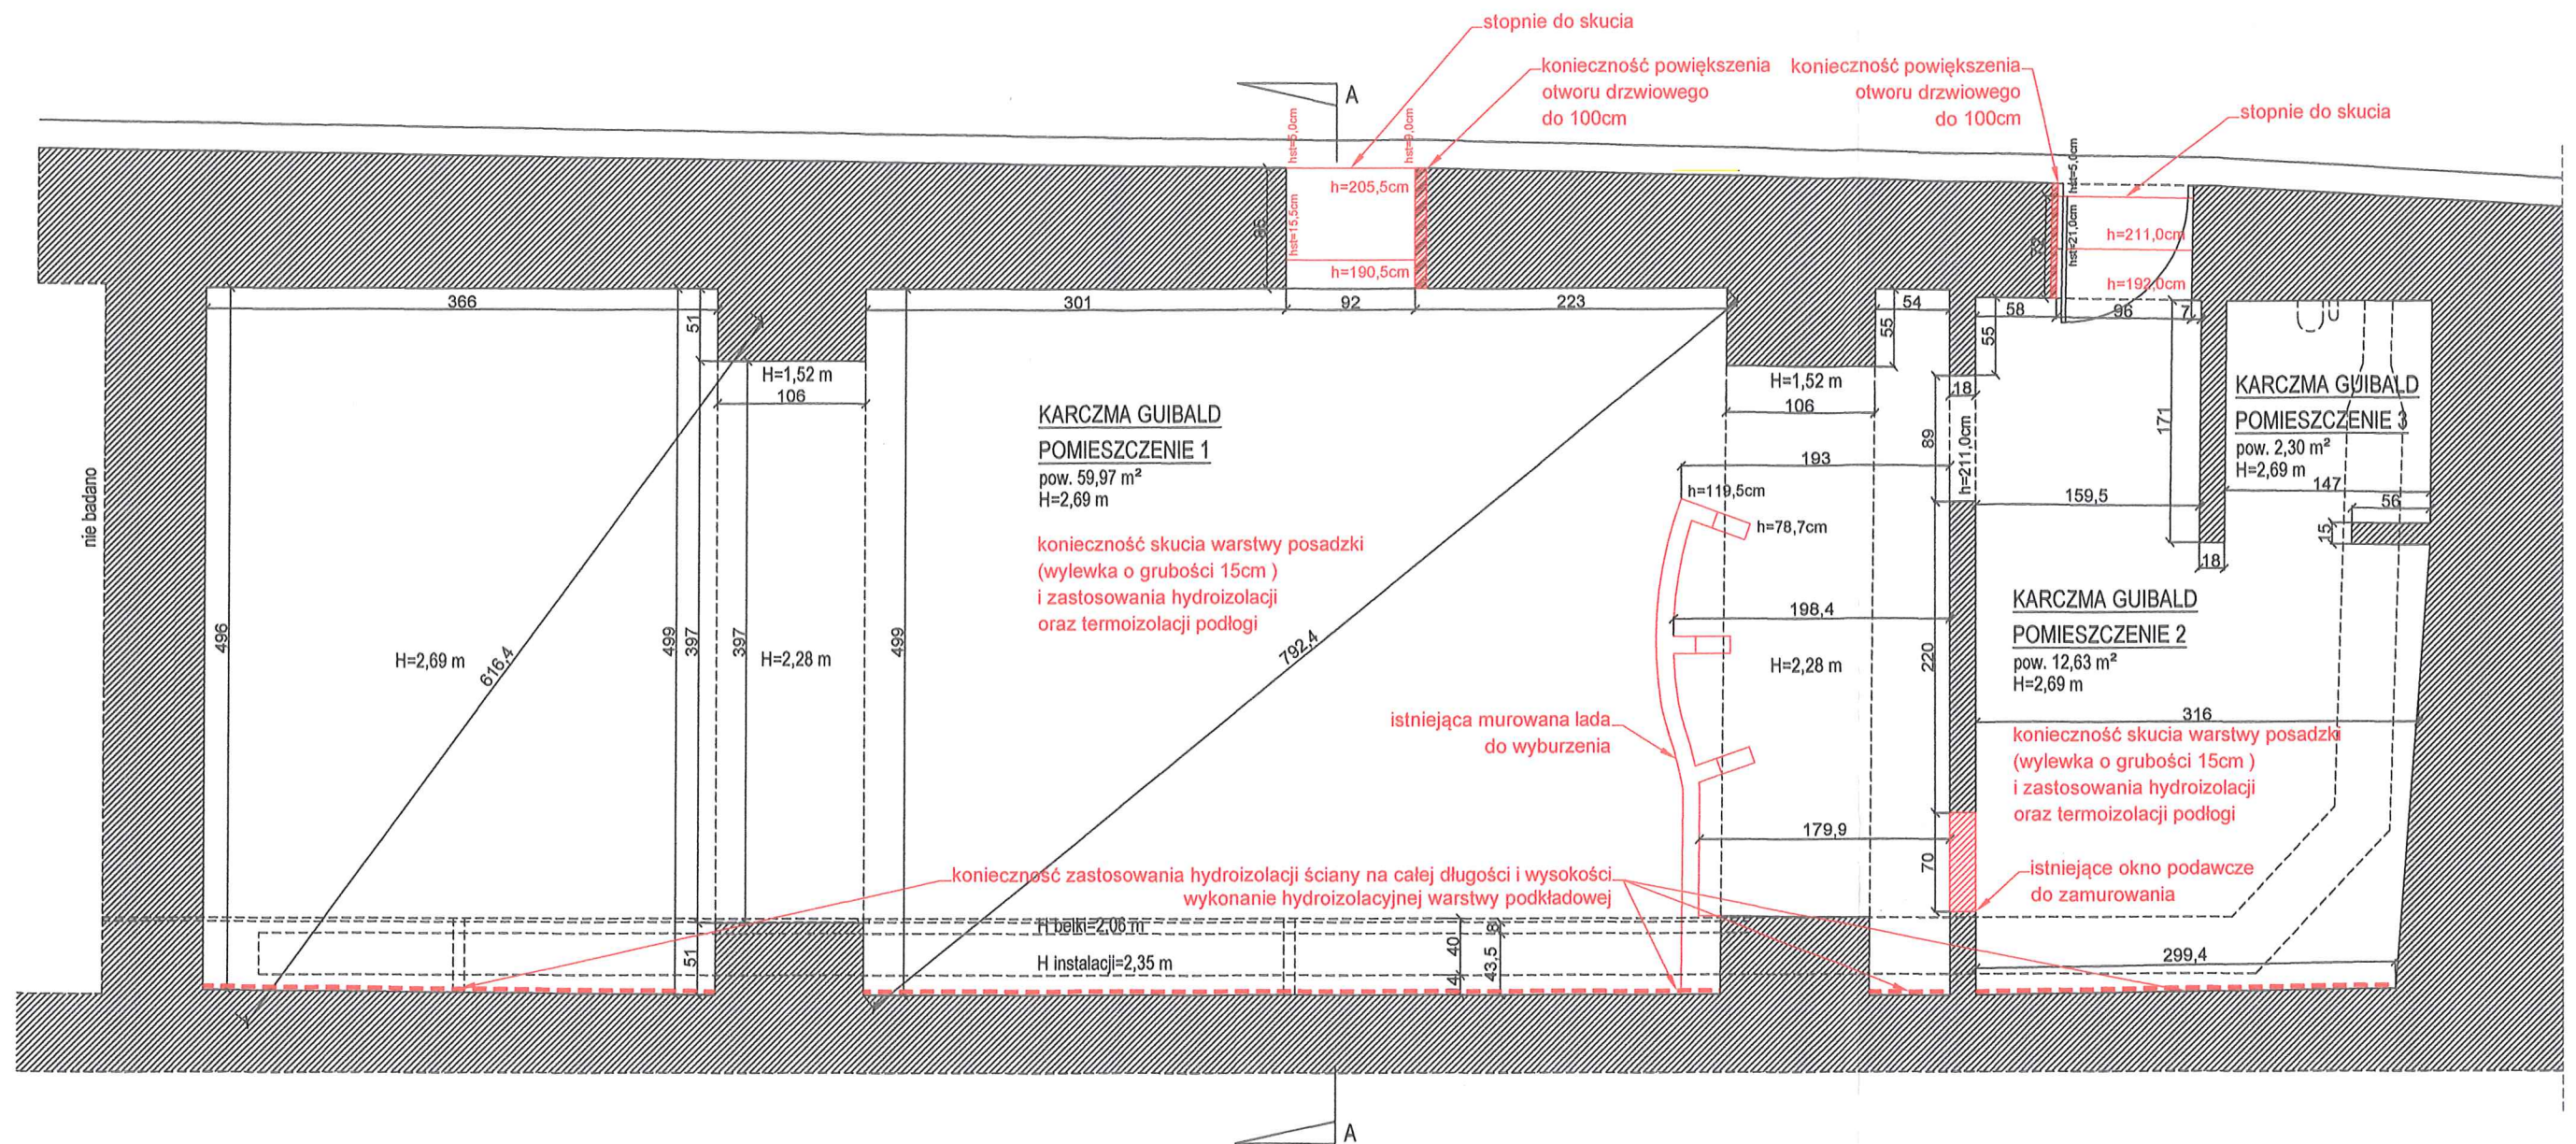 stopnie do skucia
konieczność powiększenia
otworu drzwiowego
do 100cm
konieczność powiększenia
otworu drzwiowego
do 100cm
stopnie do skucia
A
hst=5,0cm
hst=9,0cm
h=205,5cm
hst=15,5cm
h=190,5cm
hst=5,0cm
hst=21,0cm
h=211,0cm
h=192,0cm
366
51
301
92
223
54
55
58
96
7
55
H=1,52 m
106
H=1,52 m
106
18
89
h=211,0cm
171
KARCZMA GUIBALD
POMIESZCZENIE 1
pow. 59,97 m²
H=2,69 m
KARCZMA GUIBALD
POMIESZCZENIE 3
pow. 2,30 m²
H=2,69 m
147
56
15
18
193
159,5
h=119,5cm
h=78,7cm
nie badano
konieczność skucia warstwy posadzki
(wylewka o grubości 15cm )
i zastosowania hydroizolacji
oraz termoizolacji podłogi
198,4
496
H=2,69 m
616,4
499
397
397
H=2,28 m
499
792,4
H=2,28 m
220
KARCZMA GUIBALD
POMIESZCZENIE 2
pow. 12,63 m²
H=2,69 m
316
istniejąca murowana lada
do wyburzenia
konieczność skucia warstwy posadzki
(wylewka o grubości 15cm )
i zastosowania hydroizolacji
oraz termoizolacji podłogi
179,9
70
konieczność zastosowania hydroizolacji ściany na całej długości i wysokości
wykonanie hydroizolacyjnej warstwy podkładowej
istniejące okno podawcze
do zamurowania
H belki=2,06 m
H instalacji=2,35 m
51
40
4
8
43,5
299,4
A